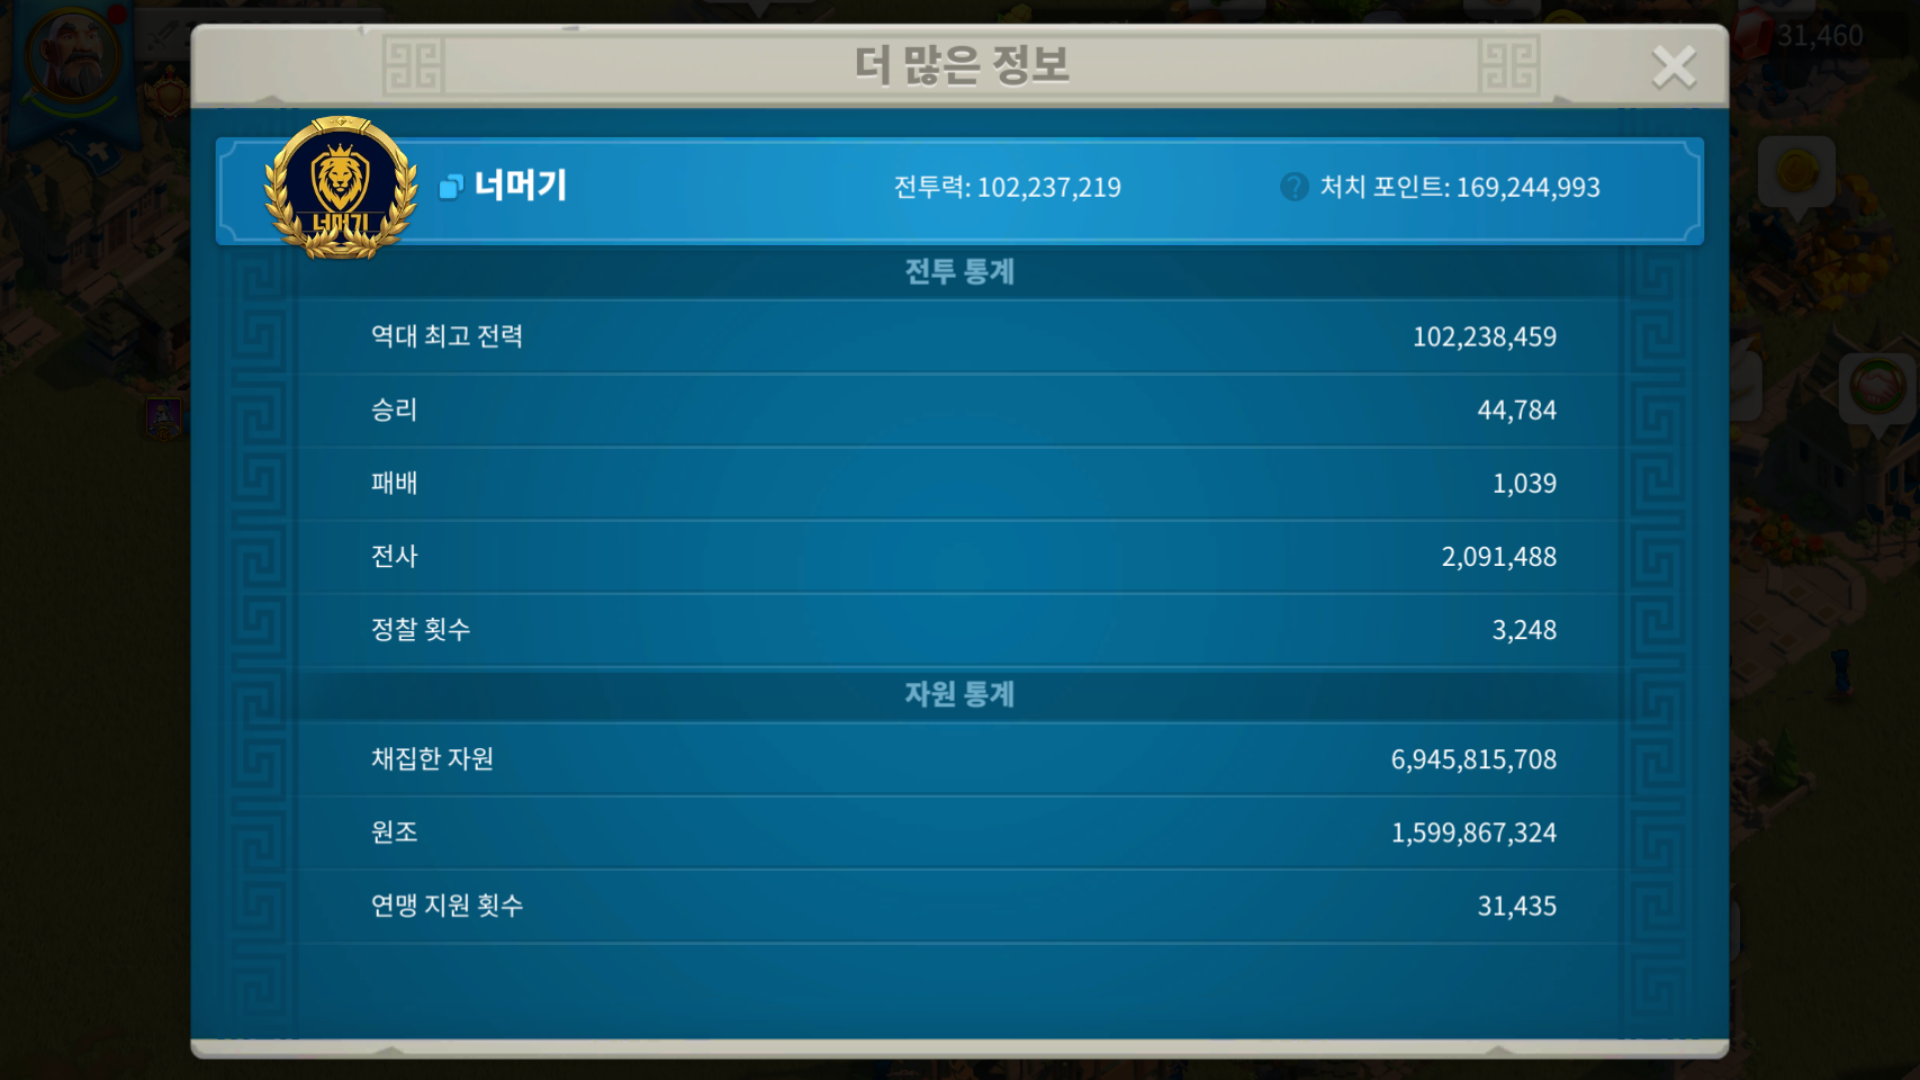 31,460
더 많은 정보
너머기
너머기
전투력: 102,237,219
처치 포인트: 169,244,993
전투 통계
역대 최고 전력 102,238,459
승리 44,784
패배 1,039
전사 2,091,488
정찰 횟수 3,248
자원 통계
채집한 자원 6,945,815,708
원조 1,599,867,324
연맹 지원 횟수 31,435